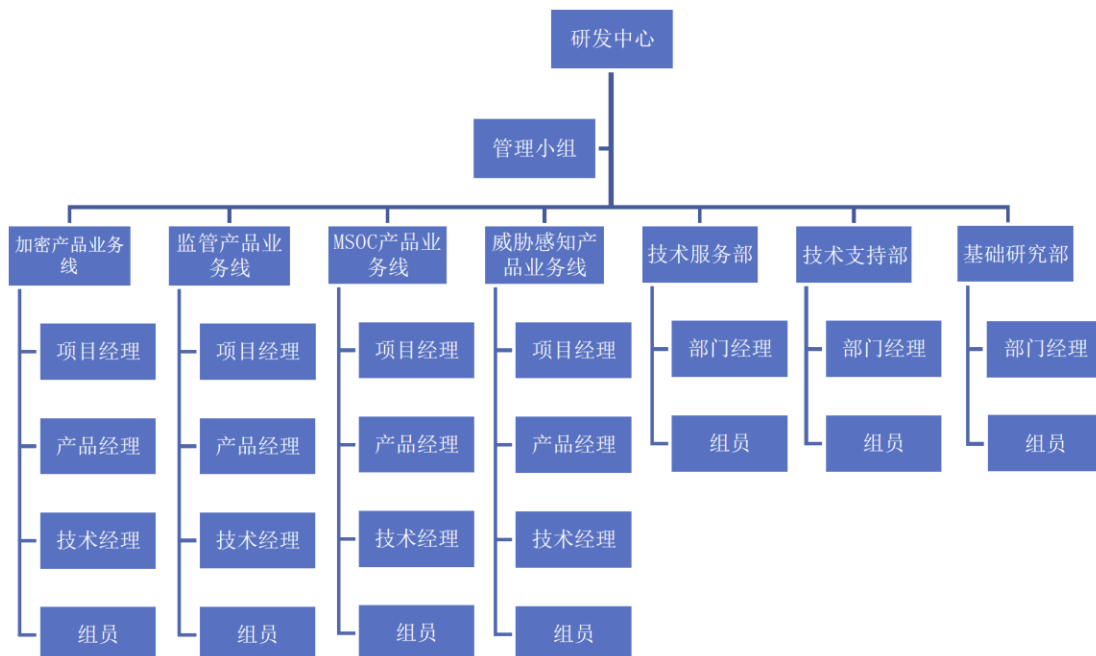 研发中心
管理小组
加密产品业务
线
监管产品业
务线
MSOC产品业
务线
威胁感知产
品业务线
技术服务部
技术支持部
基础研究部
项目经理
项目经理
项目经理
项目经理
部门经理
部门经理
部门经理
产品经理
产品经理
产品经理
产品经理
组员
组员
组员
技术经理
技术经理
技术经理
技术经理
组员
组员
组员
组员